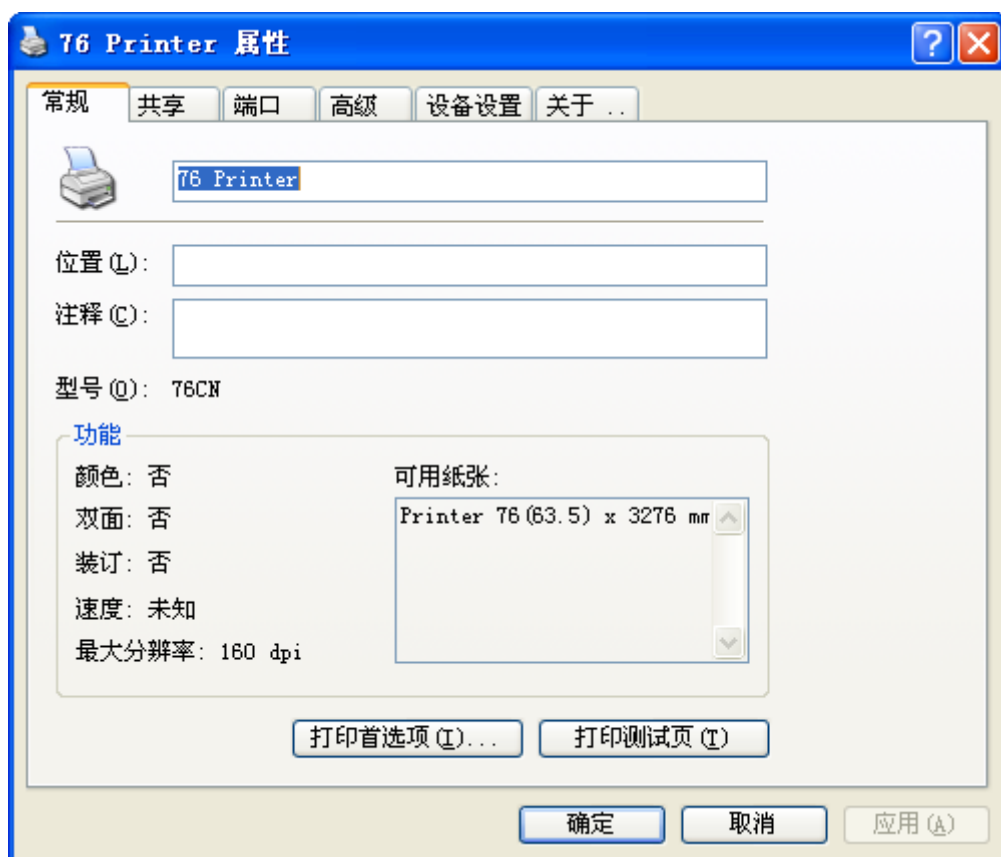 76 Printer 属性
常规 共享 端口 高级 设备设置 关于 ..
76 Printer
位置(L):
注释(C):
型号(O): 76CN
功能
颜色: 否
双面: 否
装订: 否
速度: 未知
最大分辨率: 160 dpi
可用纸张:
Printer 76(63.5) x 3276 mm
打印首选项(I)... 打印测试页(T)
确定 取消 应用(A)